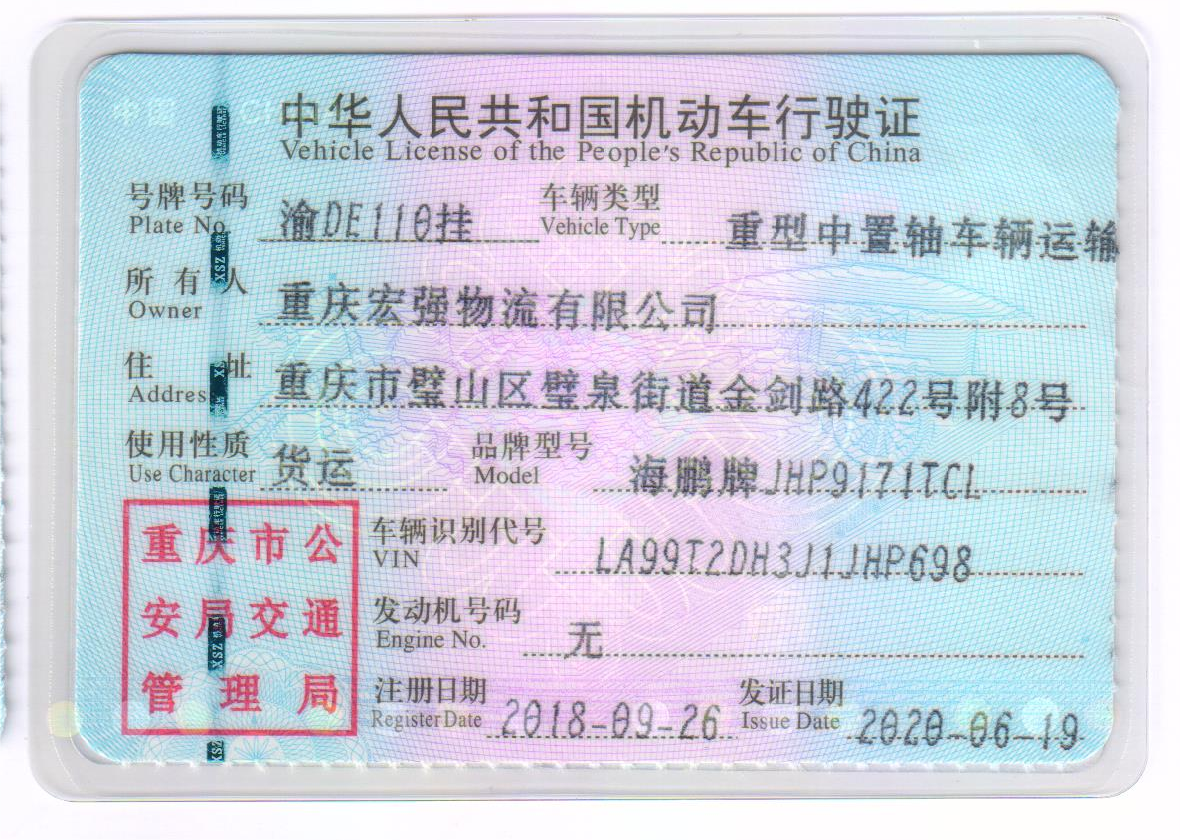 中华人民共和国机动车行驶证
Vehicle License of the People's Republic of China
号牌号码 渝DE110挂 车辆类型 重型中置轴车辆运输
Plate No. Vehicle Type
所有人 重庆宏强物流有限公司
Owner
住址 重庆市璧山区璧泉街道金剑路422号附8号
Address
使用性质 货运 品牌型号 海鹏牌JHP9171TCL
Use Character Model
车辆识别代号 LA99T2DH3J1JHP698
VIN
发动机号码 无
Engine No.
注册日期 2018-09-26 发证日期 2020-06-19
Register Date Issue Date
重庆市公
安局交通
管理局
XSZ
XSZ